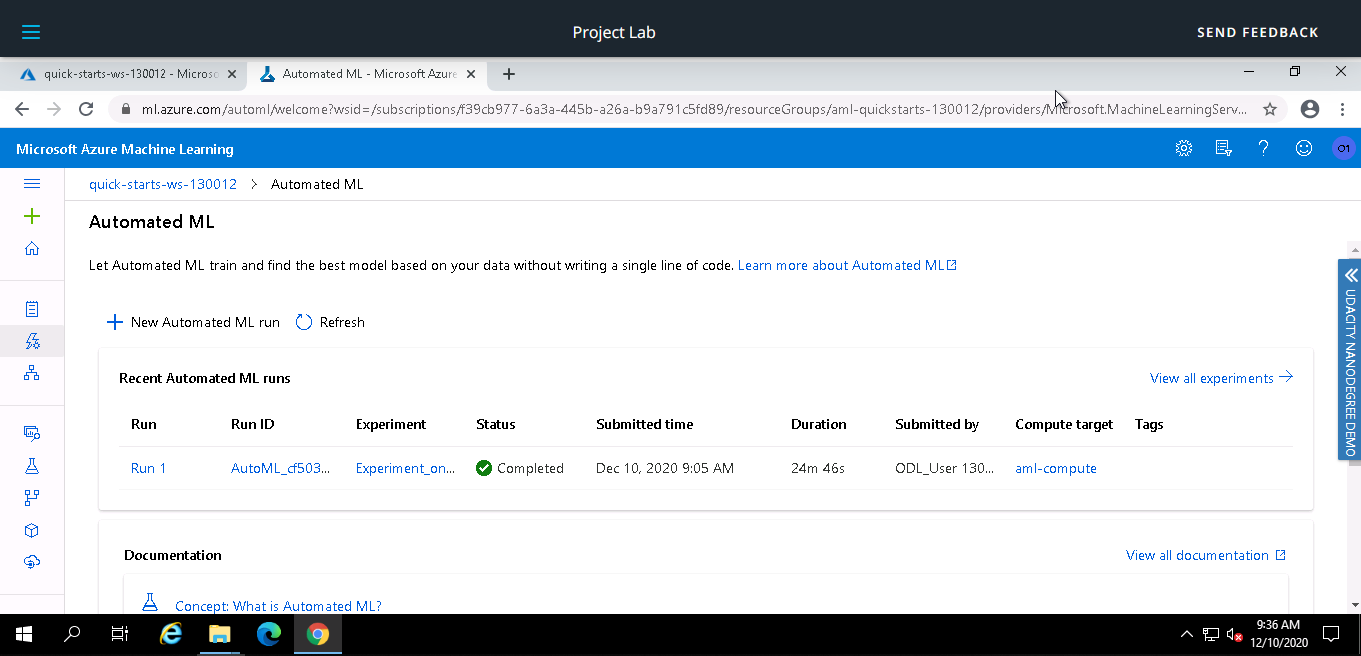 Project Lab
SEND FEEDBACK
quick-starts-ws-130012 - Microso
Automated ML - Microsoft Azure
ml.azure.com/automl/welcome?wsid=/subscriptions/f39cb977-6a3a-445b-a26a-b9a791c5fd89/resourceGroups/aml-quickstarts-130012/providers/Microsoft.MachineLearningServ...
Microsoft Azure Machine Learning
O1
quick-starts-ws-130012 > Automated ML
Automated ML
Let Automated ML train and find the best model based on your data without writing a single line of code. Learn more about Automated ML
New Automated ML run Refresh
Recent Automated ML runs
View all experiments
Run Run ID Experiment Status Submitted time Duration Submitted by Compute target Tags
Run 1 AutoML_cf503... Experiment_on... Completed Dec 10, 2020 9:05 AM 24m 46s ODL_User 130... aml-compute
UDACITY NANODEGREE DEMO
Documentation
View all documentation
Concept: What is Automated ML?
9:36 AM
12/10/2020